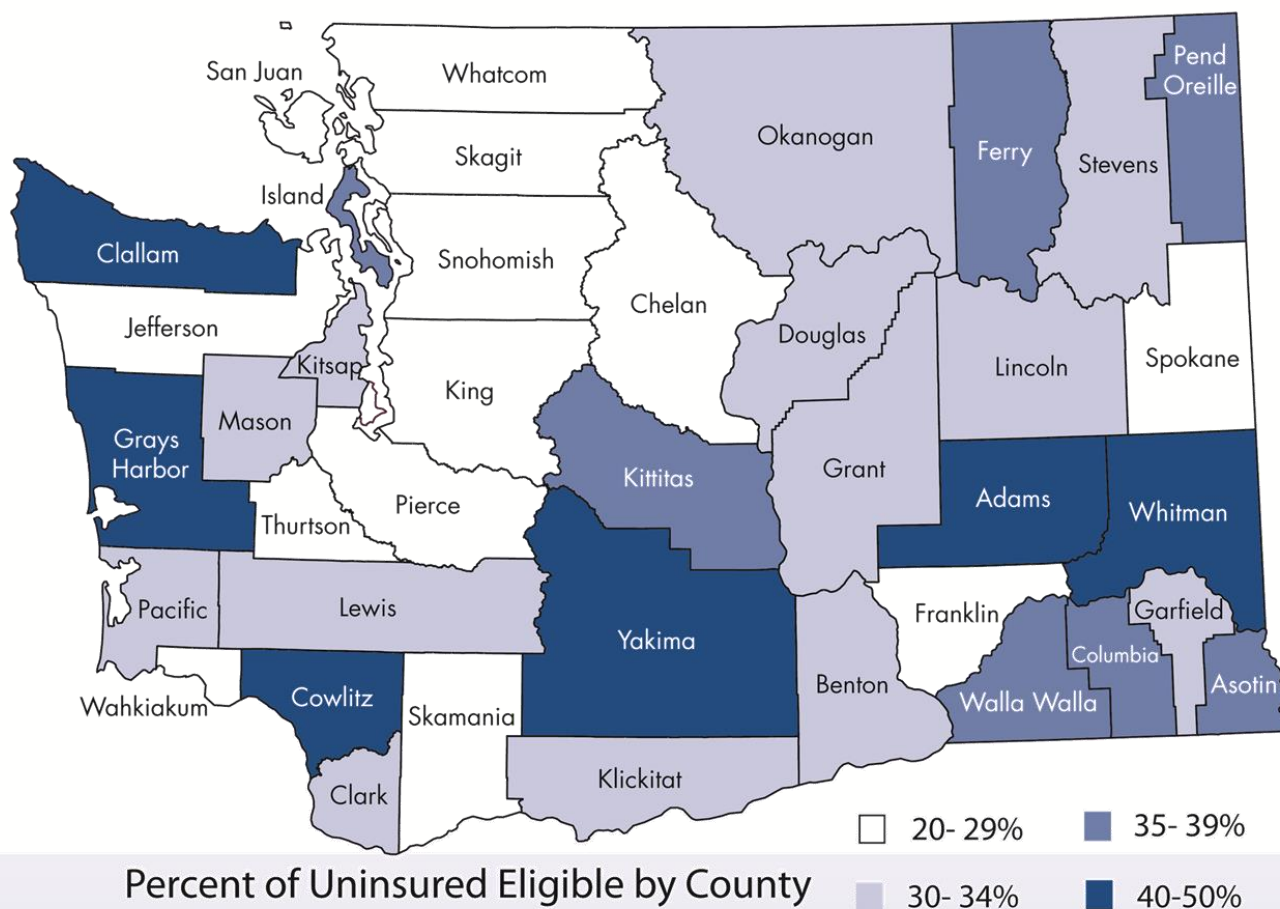 Whatcom
San Juan
Pend
Oreille
Okanogan
Ferry
Skagit
Stevens
Island
Clallam
Snohomish
Chelan
Jefferson
Douglas
Kitsap
Spokane
Lincoln
King
Mason
Grays
Harbor
Grant
Kittitas
Adams
Pierce
Whitman
Thurtson
Pacific
Lewis
Franklin
Garfield
Yakima
Columbia
Benton
Asotin
Cowlitz
Walla Walla
Wahkiakum
Skamania
Klickitat
Clark
20- 29%
35- 39%
Percent of Uninsured Eligible by County
30- 34%
40-50%